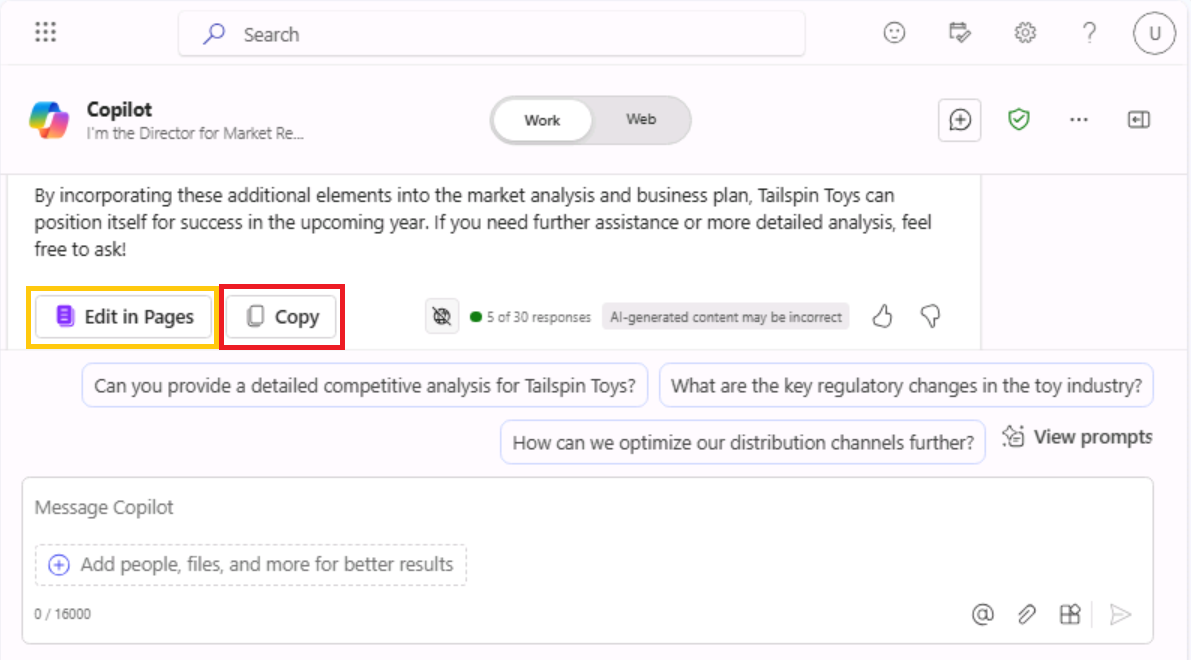 Search
U
Copilot
I'm the Director for Market Re...
Work
Web
By incorporating these additional elements into the market analysis and business plan, Tailspin Toys can
position itself for success in the upcoming year. If you need further assistance or more detailed analysis, feel
free to ask!
Edit in Pages
Copy
5 of 30 responses
AI-generated content may be incorrect
Can you provide a detailed competitive analysis for Tailspin Toys?
What are the key regulatory changes in the toy industry?
How can we optimize our distribution channels further?
View prompts
Message Copilot
Add people, files, and more for better results
0 / 16000